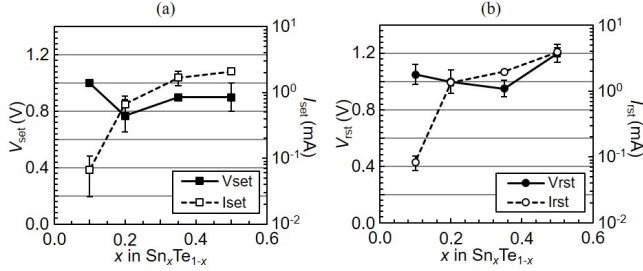 (a)
1.2
0.8
0.4
0.0
V_set (V)
10^1
10^0
10^-1
10^-2
I_set (mA)
Vset
Iset
0.0 0.2 0.4 0.6
x in Sn_xTe_1-x
(b)
1.2
0.8
0.4
0.0
V_rst (V)
10^1
10^0
10^-1
10^-2
I_rst (mA)
Vrst
Irst
0.0 0.2 0.4 0.6
x in Sn_xTe_1-x